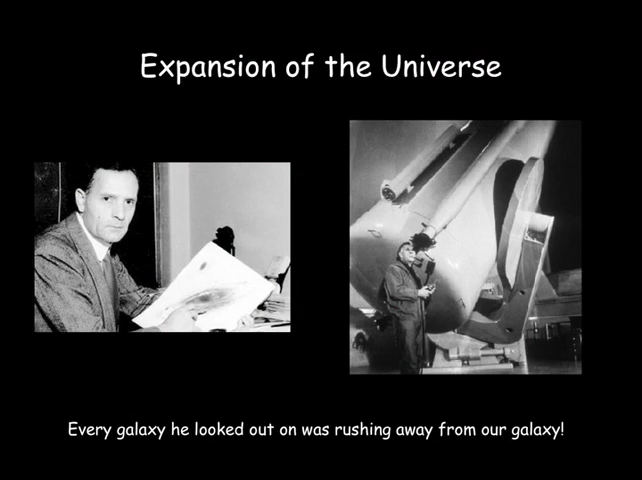 Expansion of the Universe
Every galaxy he looked out on was rushing away from our galaxy!